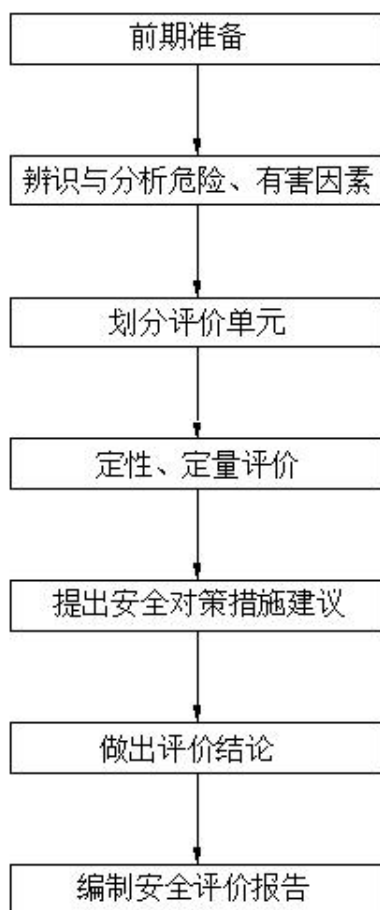 前期准备
辨识与分析危险、有害因素
划分评价单元
定性、定量评价
提出安全对策措施建议
做出评价结论
编制安全评价报告